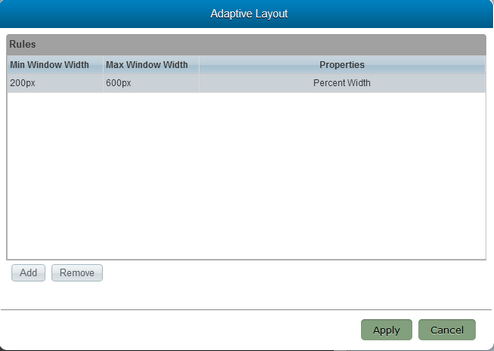 Adaptive Layout
Rules
Min Window Width Max Window Width Properties
200px 600px Percent Width
Add Remove
Apply Cancel